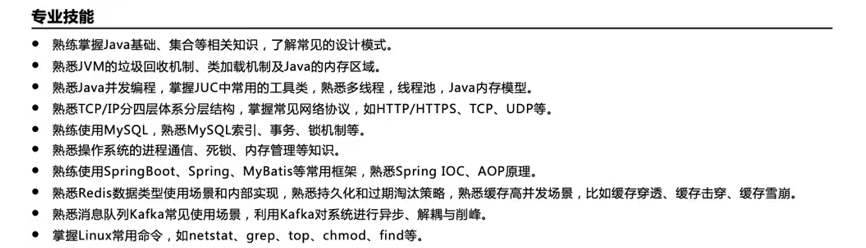 专业技能
● 熟练掌握Java基础、集合等相关知识，了解常见的设计模式。
● 熟悉JVM的垃圾回收机制、类加载机制及Java的内存区域。
● 熟悉Java并发编程，掌握JUC中常用的工具类，熟悉多线程，线程池，Java内存模型。
● 熟悉TCP/IP分四层体系分层结构，掌握常见网络协议，如HTTP/HTTPS、TCP、UDP等。
● 熟练使用MySQL，熟悉MySQL索引、事务、锁机制等。
● 熟悉操作系统的进程通信、死锁、内存管理等知识。
● 熟练使用SpringBoot、Spring、MyBatis等常用框架，熟悉Spring IOC、AOP原理。
● 熟悉Redis数据类型使用场景和内部实现，熟悉持久化和过期淘汰策略，熟悉缓存高并发场景，比如缓存穿透、缓存击穿、缓存雪崩。
● 熟悉消息队列Kafka常见使用场景，利用Kafka对系统进行异步、解耦与削峰。
● 掌握Linux常用命令，如netstat、grep、top、chmod、find等。